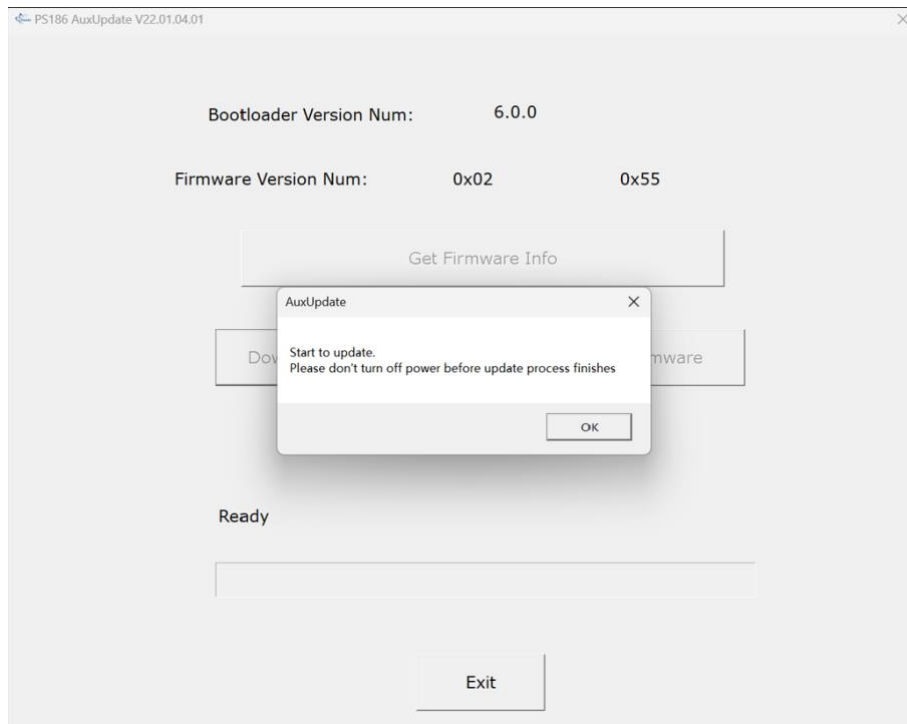 PS186 AuxUpdate V22.01.04.01
Bootloader Version Num: 6.0.0
Firmware Version Num: 0x02 0x55
Get Firmware Info
AuxUpdate
Start to update.
Please don't turn off power before update process finishes
OK
Ready
Exit